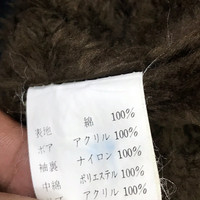 表地 綿 100%
ボア アクリル 100%
袖裏 ナイロン 100%
中綿 ポリエステル 100%
アクリル 100%